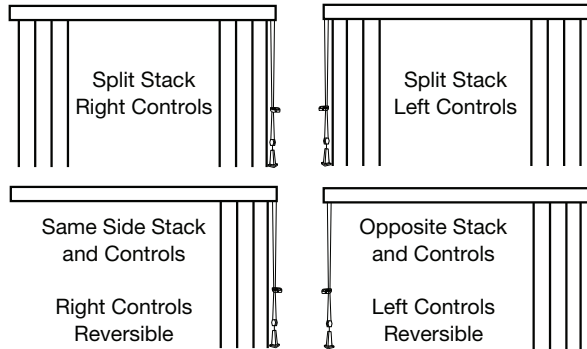 Split Stack
Right Controls
Split Stack
Left Controls
Same Side Stack
and Controls
Right Controls
Reversible
Opposite Stack
and Controls
Left Controls
Reversible